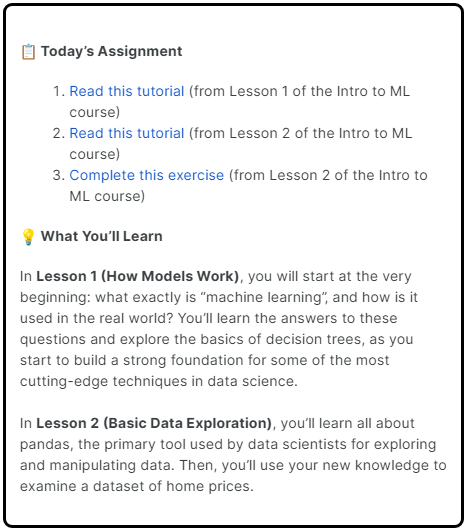 📋 Today’s Assignment
1. Read this tutorial (from Lesson 1 of the Intro to ML
course)
2. Read this tutorial (from Lesson 2 of the Intro to ML
course)
3. Complete this exercise (from Lesson 2 of the Intro to
ML course)
💡 What You’ll Learn
In Lesson 1 (How Models Work), you will start at the very
beginning: what exactly is “machine learning”, and how is it
used in the real world? You’ll learn the answers to these
questions and explore the basics of decision trees, as you
start to build a strong foundation for some of the most
cutting-edge techniques in data science.
In Lesson 2 (Basic Data Exploration), you’ll learn all about
pandas, the primary tool used by data scientists for exploring
and manipulating data. Then, you’ll use your new knowledge to
examine a dataset of home prices.